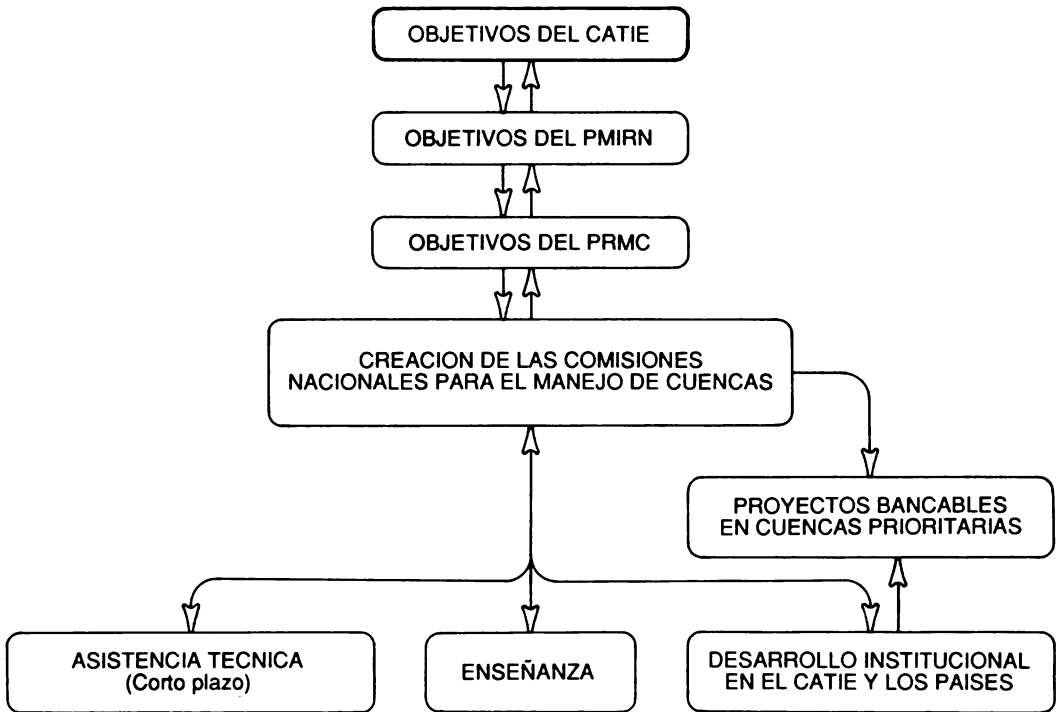 OBJETIVOS DEL CATIE
OBJETIVOS DEL PMIRN
OBJETIVOS DEL PRMC
CREACION DE LAS COMISIONES
NACIONALES PARA EL MANEJO DE CUENCAS
PROYECTOS BANCABLES
EN CUENCAS PRIORITARIAS
ASISTENCIA TECNICA
(Corto plazo)
ENSEÑANZA
DESARROLLO INSTITUCIONAL
EN EL CATIE Y LOS PAISES